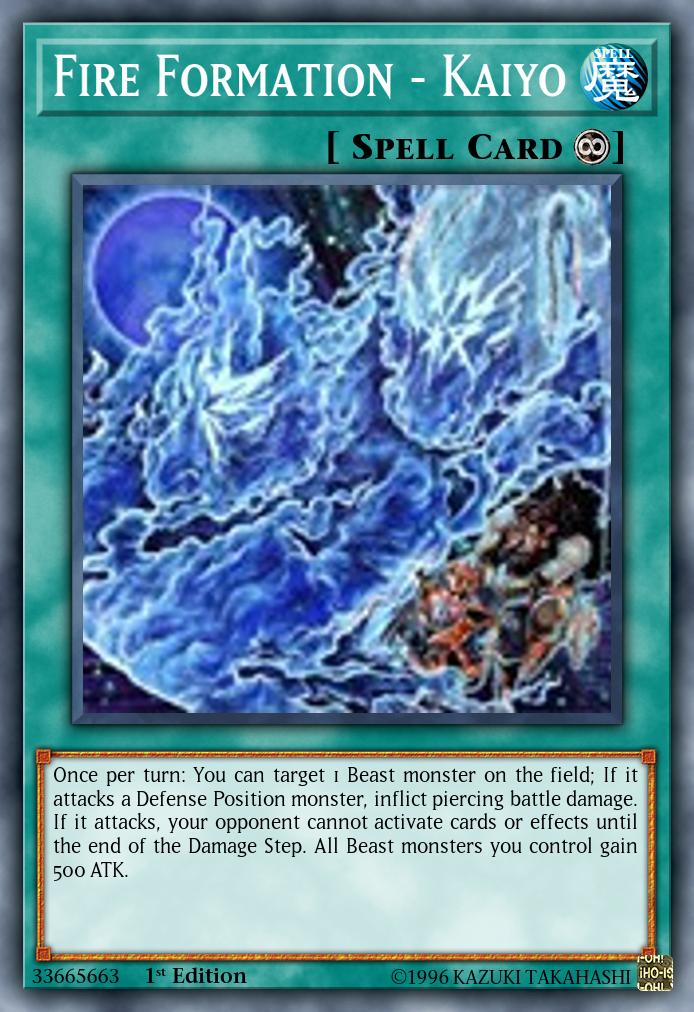 Fire Formation - Kaiyo
SPELL
魔
[ Spell Card ]
Once per turn: You can target 1 Beast monster on the field; If it
attacks a Defense Position monster, inflict piercing battle damage.
If it attacks, your opponent cannot activate cards or effects until
the end of the Damage Step. All Beast monsters you control gain
500 ATK.
33665663 1st Edition ©1996 KAZUKI TAKAHASHI